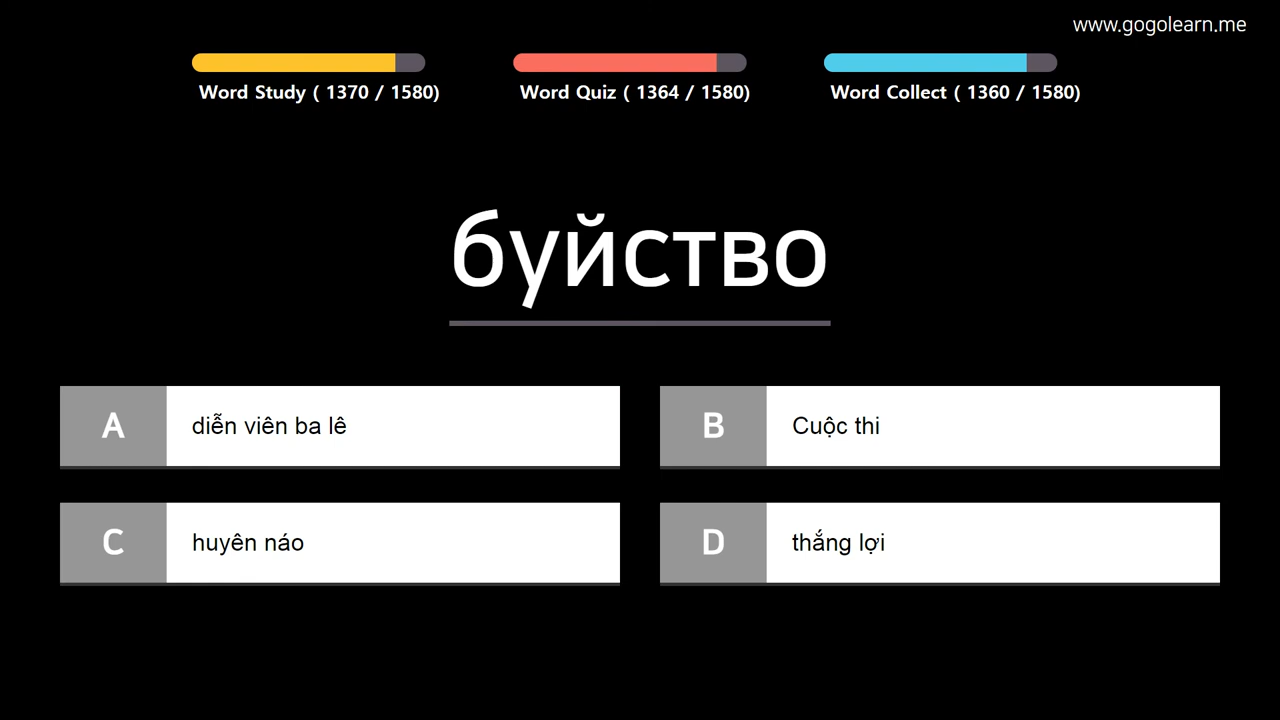 www.gogolearn.me
Word Study ( 1370 / 1580)
Word Quiz ( 1364 / 1580)
Word Collect ( 1360 / 1580)
буйство
A diễn viên ba lê
B Cuộc thi
C huyên náo
D thắng lợi